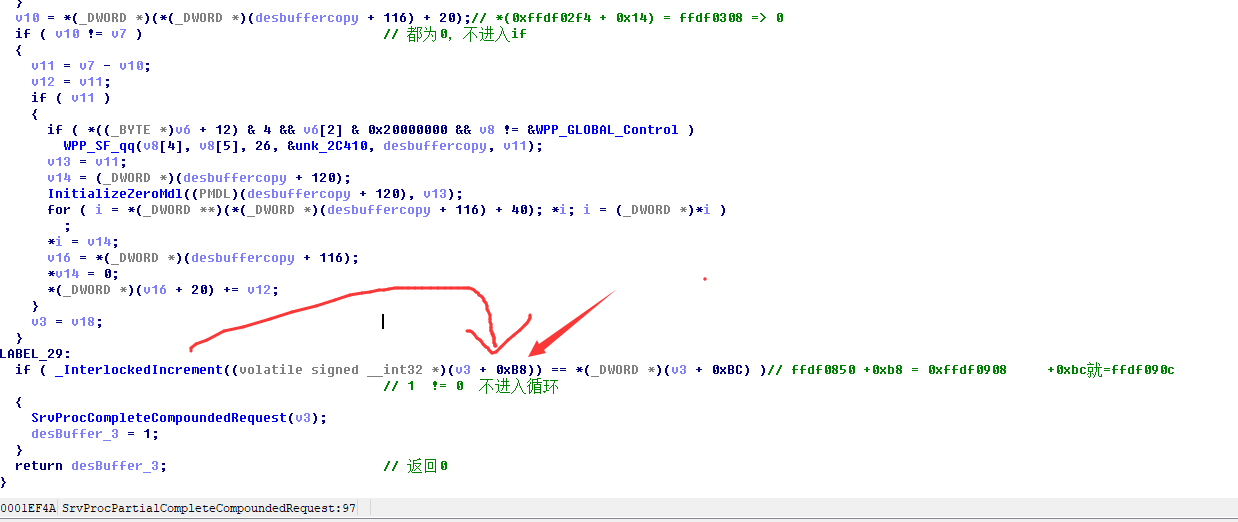 }
v10 = *(_DWORD *)(*(_DWORD *)(desbuffercopy + 116) + 20);// *(0xffdf02f4 + 0x14) = ffdf0308 => 0
if ( v10 != v7 ) // 都为0，不进入if
{
v11 = v7 - v10;
v12 = v11;
if ( v11 )
{
if ( *((_BYTE *)v6 + 12) & 4 && v6[2] & 0x20000000 && v8 != &WPP_GLOBAL_Control )
WPP_SF_qq(v8[4], v8[5], 26, &unk_2C410, desbuffercopy, v11);
v13 = v11;
v14 = (_DWORD *)(desbuffercopy + 120);
InitializeZeroMdl((PMDL)(desbuffercopy + 120), v13);
for ( i = *(_DWORD **)(*(_DWORD *)(desbuffercopy + 116) + 40); *i; i = (_DWORD *)*i )
;
*i = v14;
v16 = *(_DWORD *)(desbuffercopy + 116);
*v14 = 0;
*(_DWORD *)(v16 + 20) += v12;
}
v3 = v18;
}
LABEL_29:
if ( _InterlockedIncrement((volatile signed __int32 *)(v3 + 0xB8)) == *(_DWORD *)(v3 + 0xBC) )// ffdf0850 +0xb8 = 0xffdf0908 +0xbc就=ffdf090c
// 1 != 0 不进入循环
{
SrvProcCompleteCompoundedRequest(v3);
desBuffer_3 = 1;
}
return desBuffer_3; // 返回0
}
0001EF4A SrvProcPartialCompleteCompoundedRequest:97